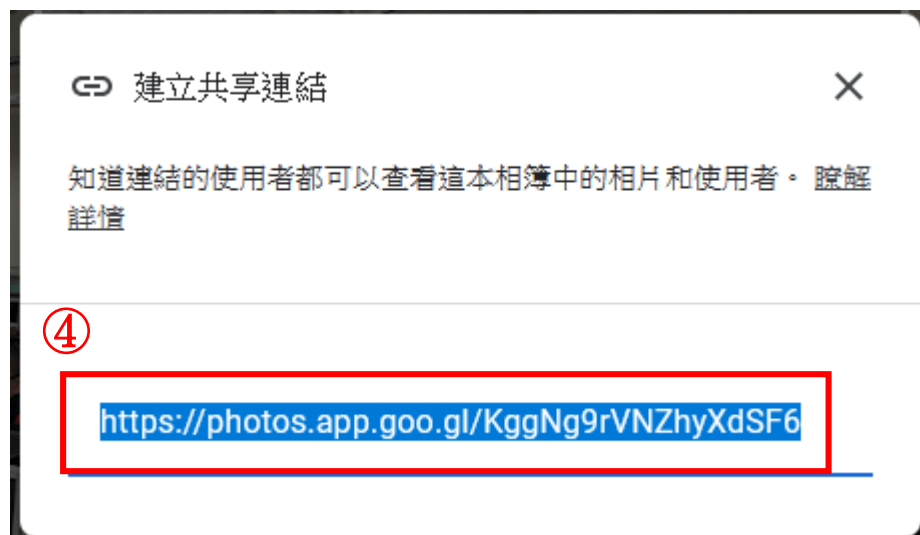 建立共享連結
知道連結的使用者都可以查看這本相簿中的相片和使用者。 瞭解
詳情
④
https://photos.app.goo.gl/KggNg9rVNZhyXdSF6